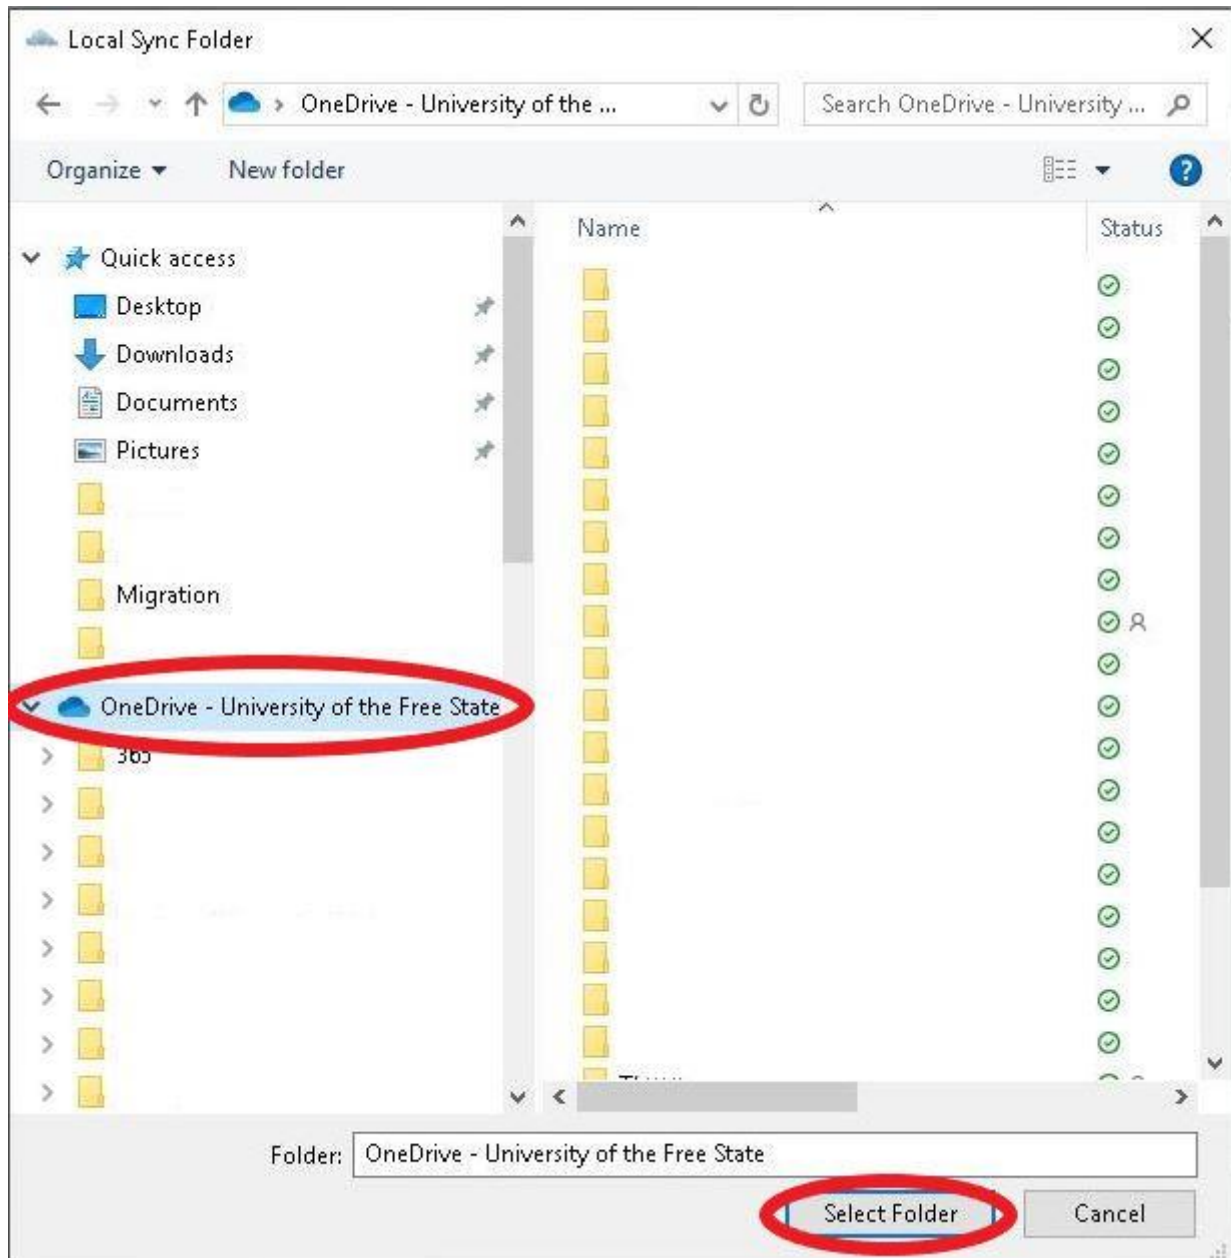 Local Sync Folder
OneDrive - University of the ...
Search OneDrive - University ...
Organize
New folder
?
Name
Status
Quick access
Desktop
Downloads
Documents
Pictures
Migration
OneDrive - University of the Free State
365
Folder: OneDrive - University of the Free State
Select Folder
Cancel